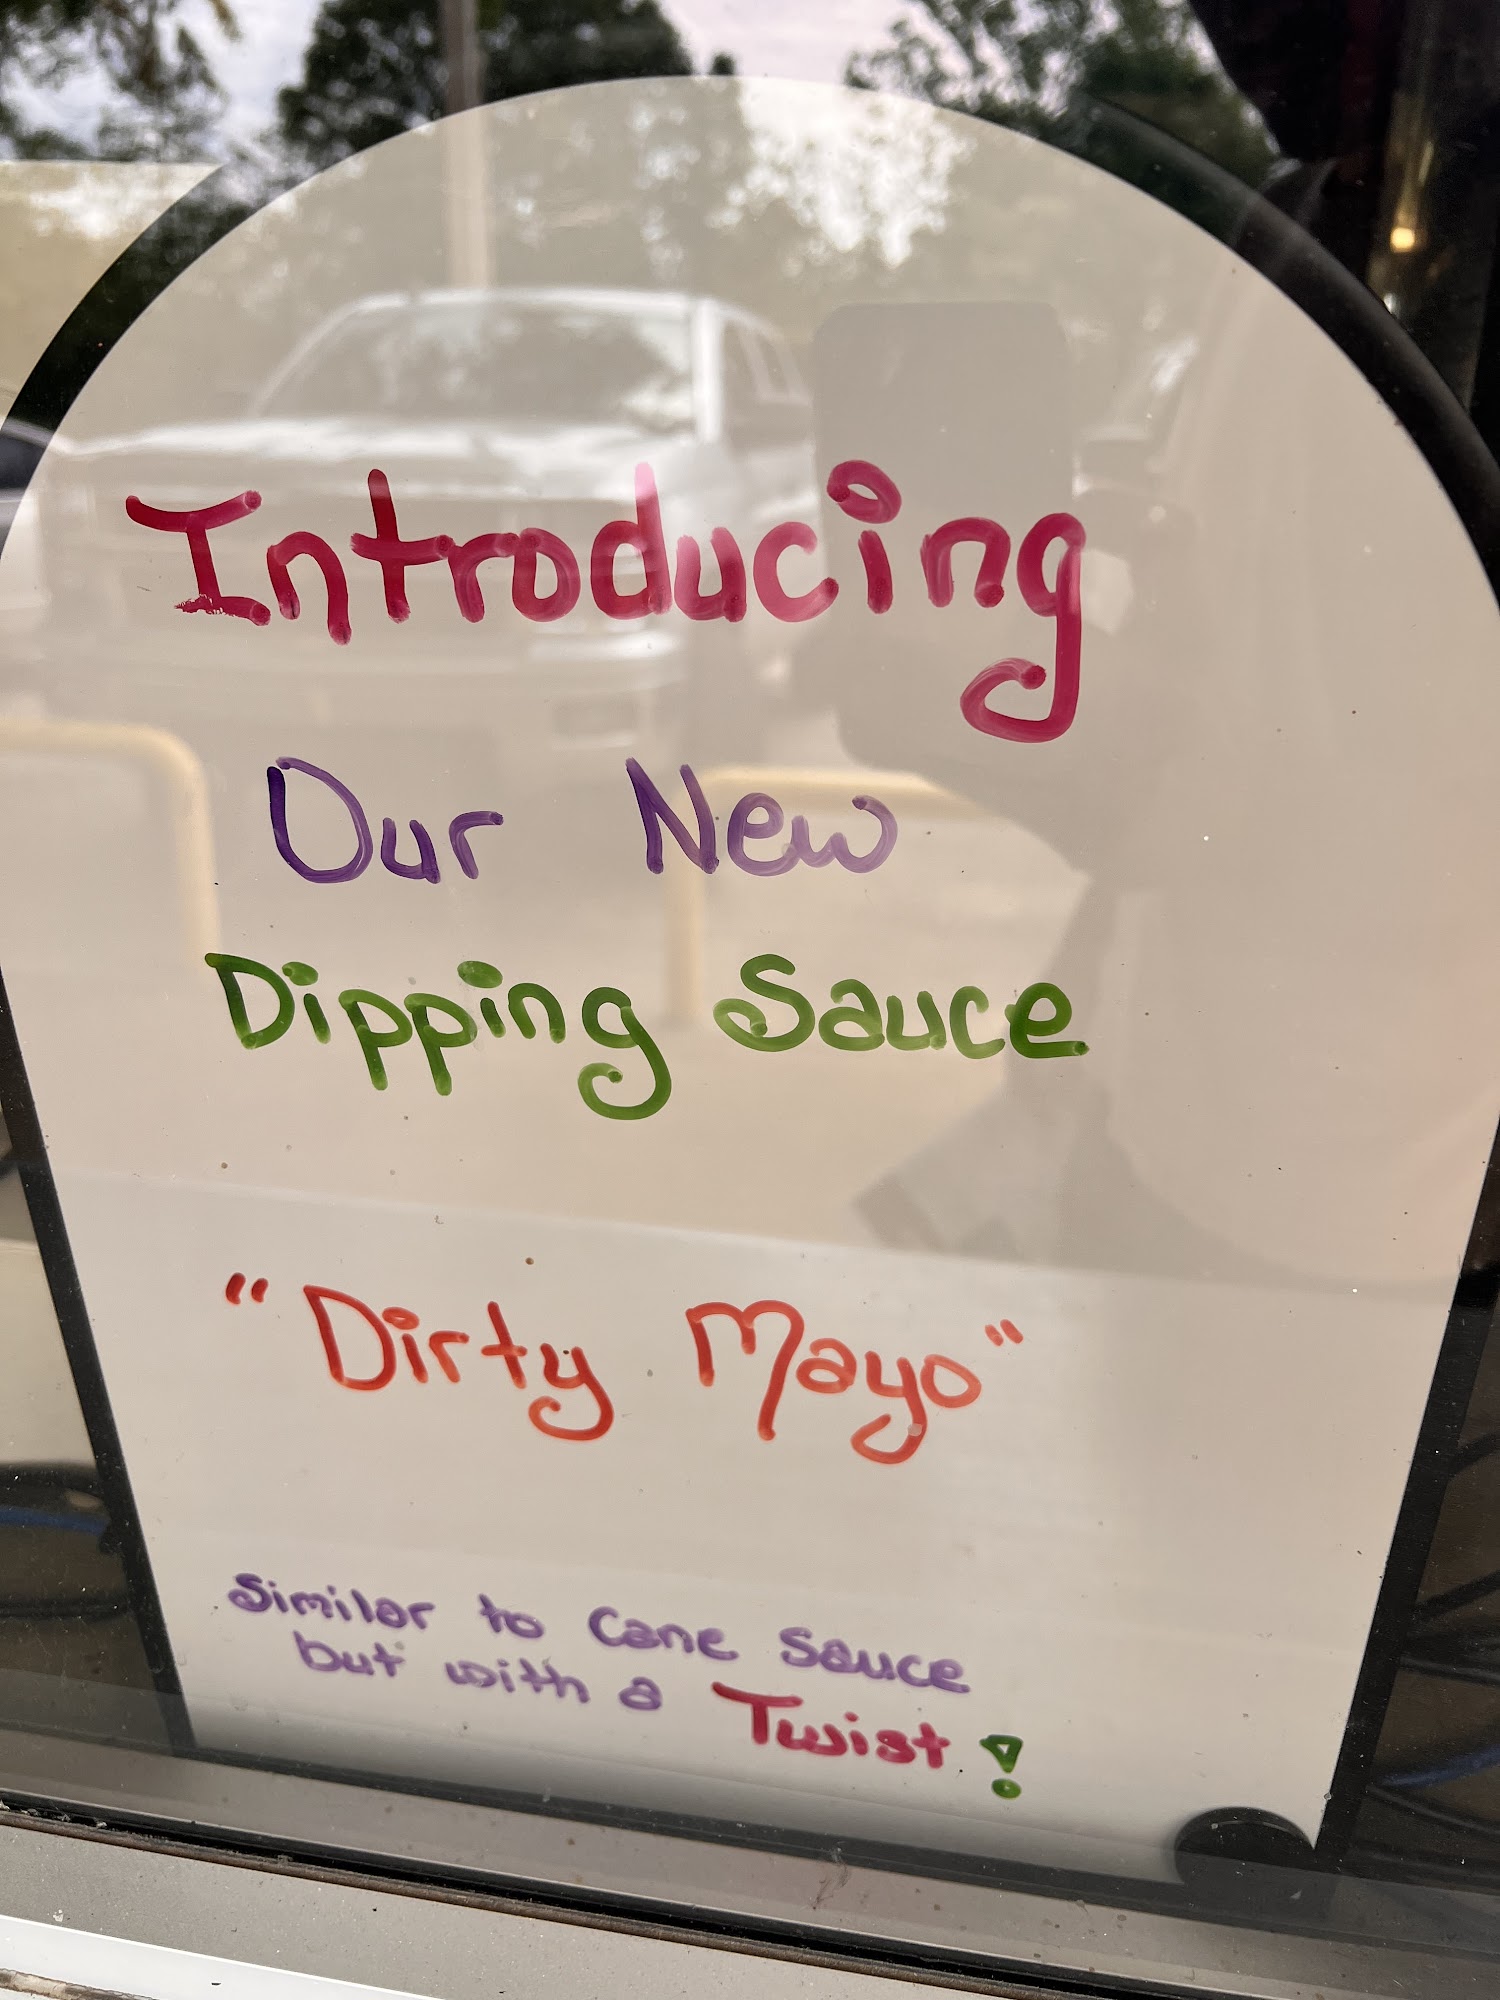 Introducing
Our New
Dipping Sauce
"Dirty Mayo"
Similar to Cane Sauce
but with a Twist!